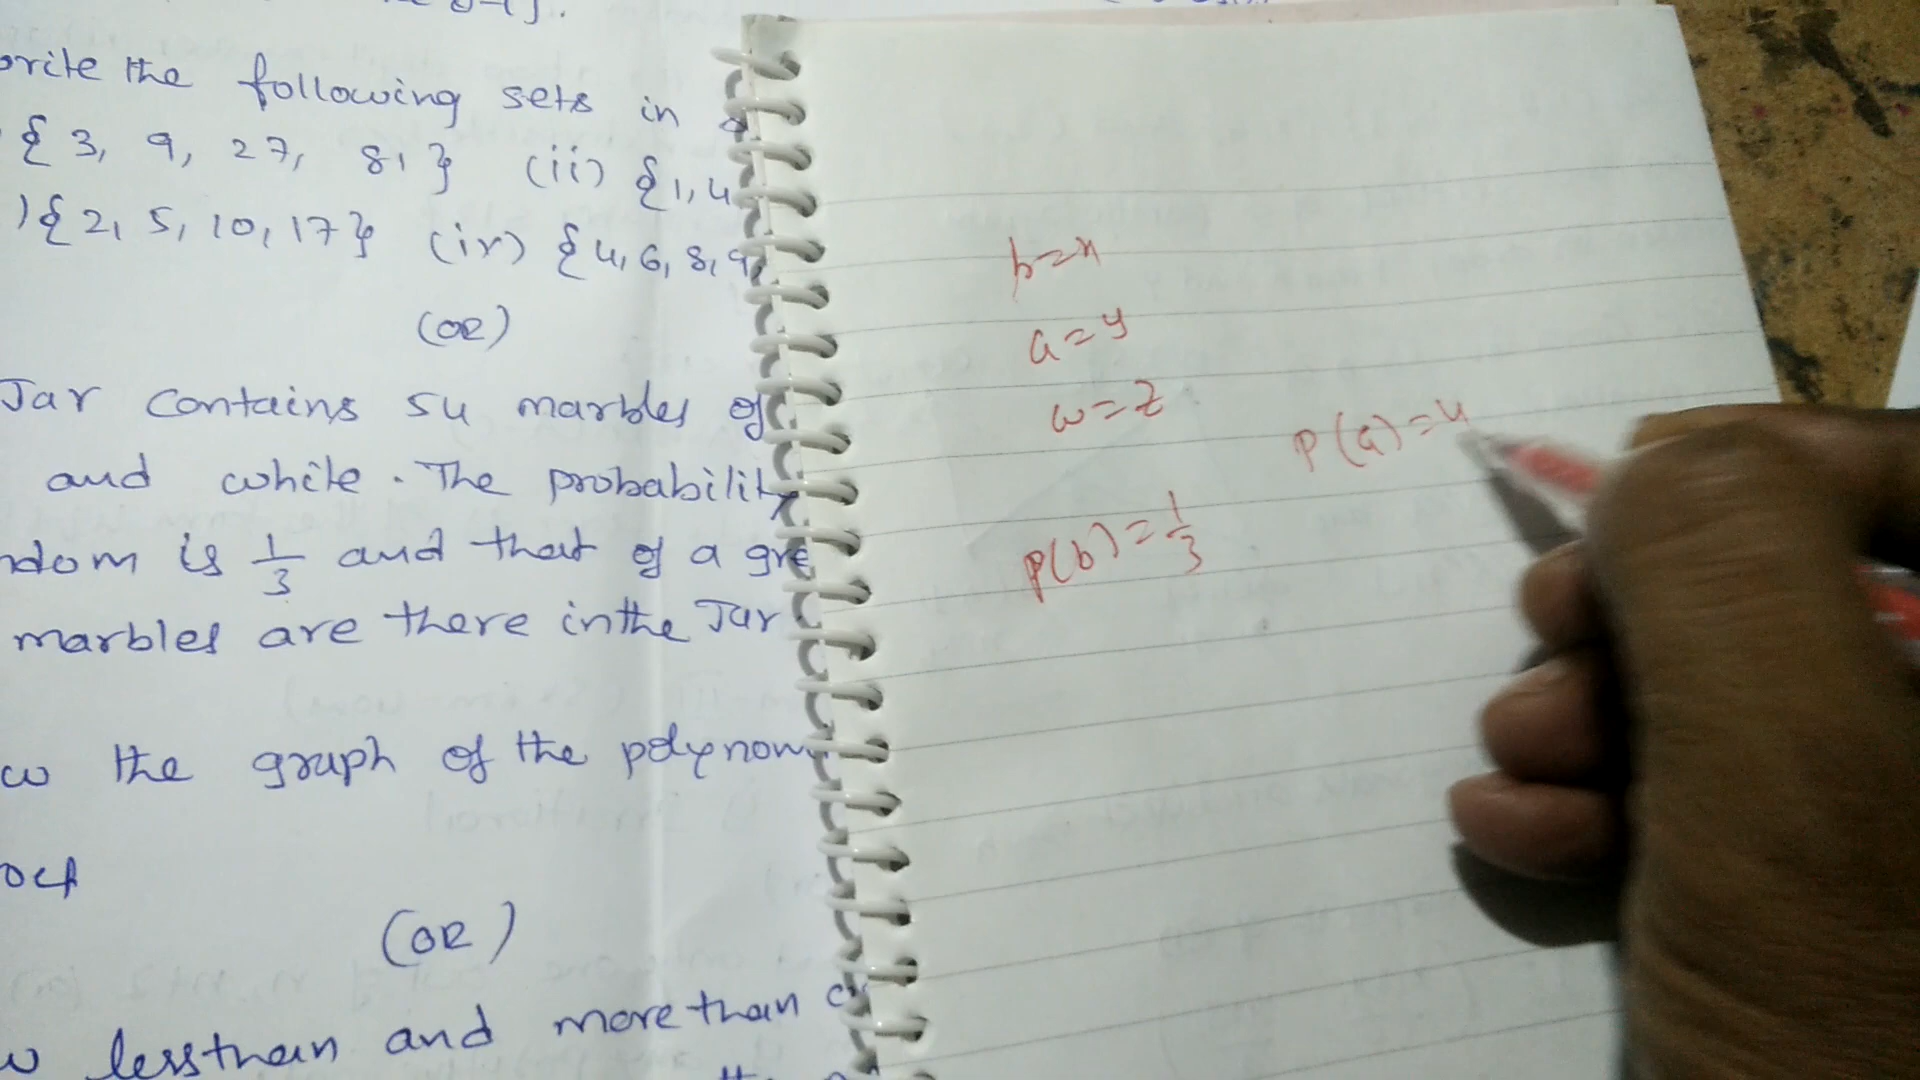 write the following sets in
{ 3, 9, 27, 81 } (ii) { 1, 4
) { 2, 5, 10, 17 } (iv) { 4, 6, 8, 9,
(OR)
Jar contains 54 marbles of
and white . The probability
ndom is 1/3 and that of a gre
marbles are there in the Jar
w the graph of the polynom
(OR)
w lessthan and more than c
b = x
a = y
w = z
P(a) = 4
P(b) = 1/3